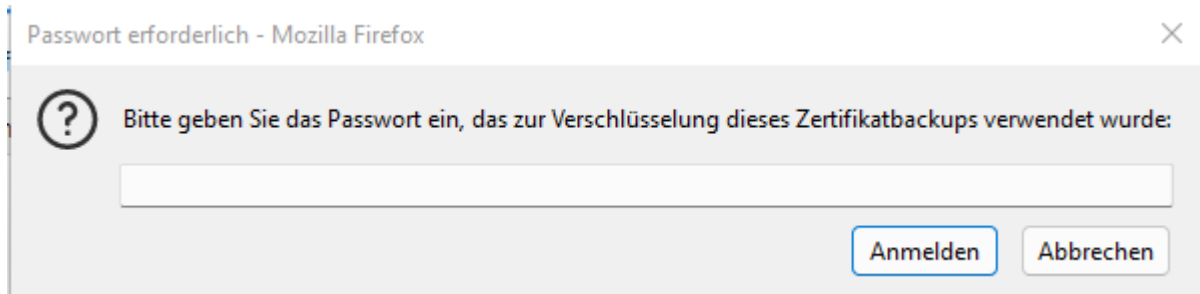 Passwort erforderlich - Mozilla Firefox
Bitte geben Sie das Passwort ein, das zur Verschlüsselung dieses Zertifikatbackups verwendet wurde:
Anmelden Abbrechen